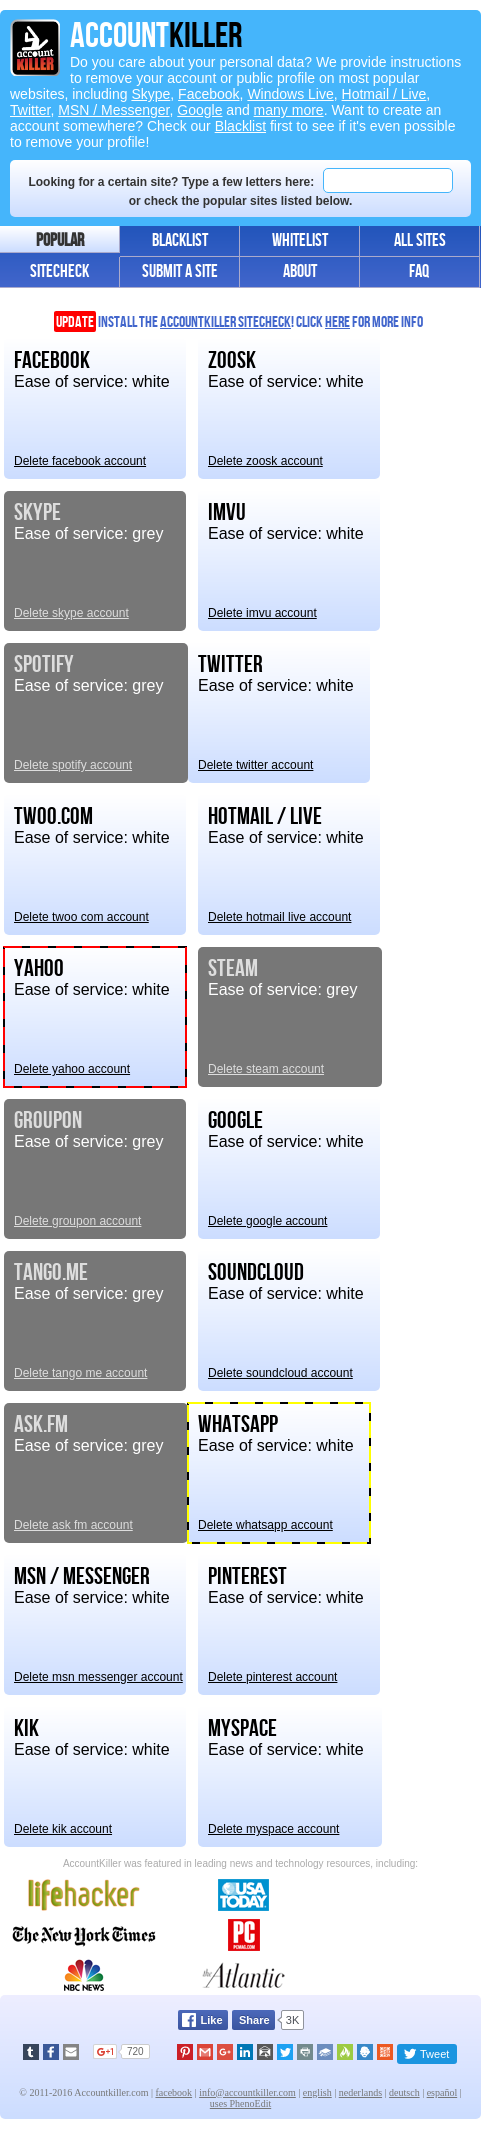 ACCOUNTKILLER
Do you care about your personal data? We provide instructions
to remove your account or public profile on most popular
websites, including Skype, Facebook, Windows Live, Hotmail / Live,
Twitter, MSN / Messenger, Google and many more. Want to create an
account somewhere? Check our Blacklist first to see if it's even possible
to remove your profile!
Looking for a certain site? Type a few letters here:
or check the popular sites listed below.
POPULAR BLACKLIST WHITELIST ALL SITES
SITECHECK SUBMIT A SITE ABOUT FAQ
UPDATE INSTALL THE ACCOUNTKILLER SITECHECK! CLICK HERE FOR MORE INFO
FACEBOOK ZOOSK
Ease of service: white Ease of service: white
Delete facebook account Delete zoosk account
SKYPE IMVU
Ease of service: grey Ease of service: white
Delete skype account Delete imvu account
SPOTIFY TWITTER
Ease of service: grey Ease of service: white
Delete spotify account Delete twitter account
TWOO.COM HOTMAIL / LIVE
Ease of service: white Ease of service: white
Delete twoo com account Delete hotmail live account
YAHOO STEAM
Ease of service: white Ease of service: grey
Delete yahoo account Delete steam account
GROUPON GOOGLE
Ease of service: grey Ease of service: white
Delete groupon account Delete google account
TANGO.ME SOUNDCLOUD
Ease of service: grey Ease of service: white
Delete tango me account Delete soundcloud account
ASK.FM WHATSAPP
Ease of service: grey Ease of service: white
Delete ask fm account Delete whatsapp account
MSN / MESSENGER PINTEREST
Ease of service: white Ease of service: white
Delete msn messenger account Delete pinterest account
KIK MYSPACE
Ease of service: white Ease of service: white
Delete kik account Delete myspace account
AccountKiller was featured in leading news and technology resources, including:
lifehacker USA TODAY
The New York Times PC PCMAG.COM
NBC NEWS the Atlantic
Like Share 3K
G+1 720 Tweet
© 2011-2016 Accountkiller.com | facebook | info@accountkiller.com | english | nederlands | deutsch | español |
uses PhenoEdit